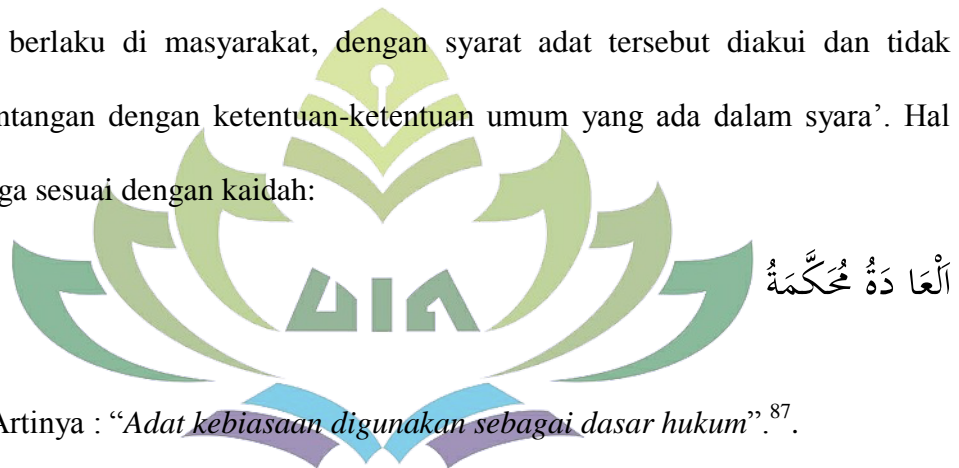 berlaku di masyarakat, dengan syarat adat tersebut diakui dan tidak
ntangan dengan ketentuan-ketentuan umum yang ada dalam syara’. Hal
ga sesuai dengan kaidah:
اَلْعَا دَةُ مُحَكَّمَةُ
UIN
Artinya : “Adat kebiasaan digunakan sebagai dasar hukum”.87.